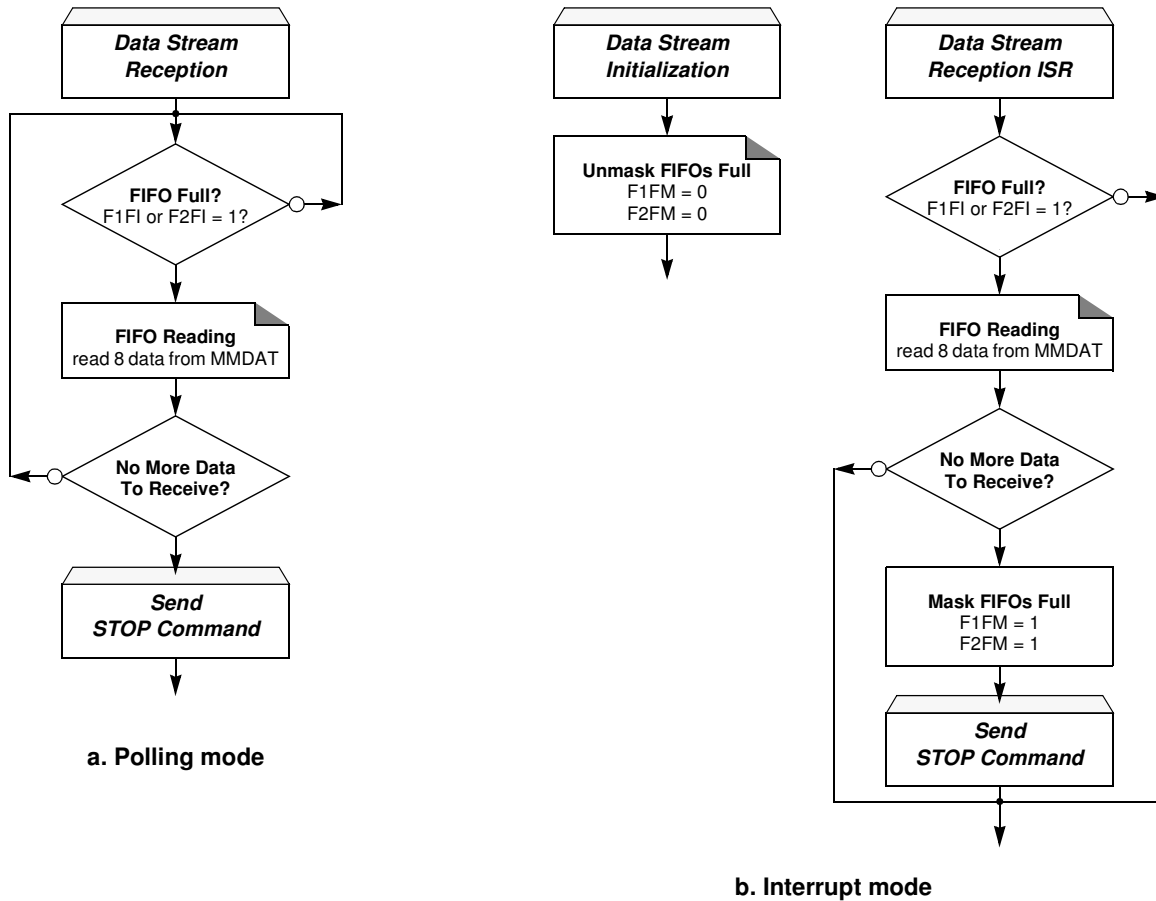 Data Stream
Reception
FIFO Full?
F1FI or F2FI = 1?
FIFO Reading
read 8 data from MMDAT
No More Data
To Receive?
Send
STOP Command
a. Polling mode
Data Stream
Initialization
Unmask FIFOs Full
F1FM = 0
F2FM = 0
Data Stream
Reception ISR
FIFO Full?
F1FI or F2FI = 1?
FIFO Reading
read 8 data from MMDAT
No More Data
To Receive?
Mask FIFOs Full
F1FM = 1
F2FM = 1
Send
STOP Command
b. Interrupt mode